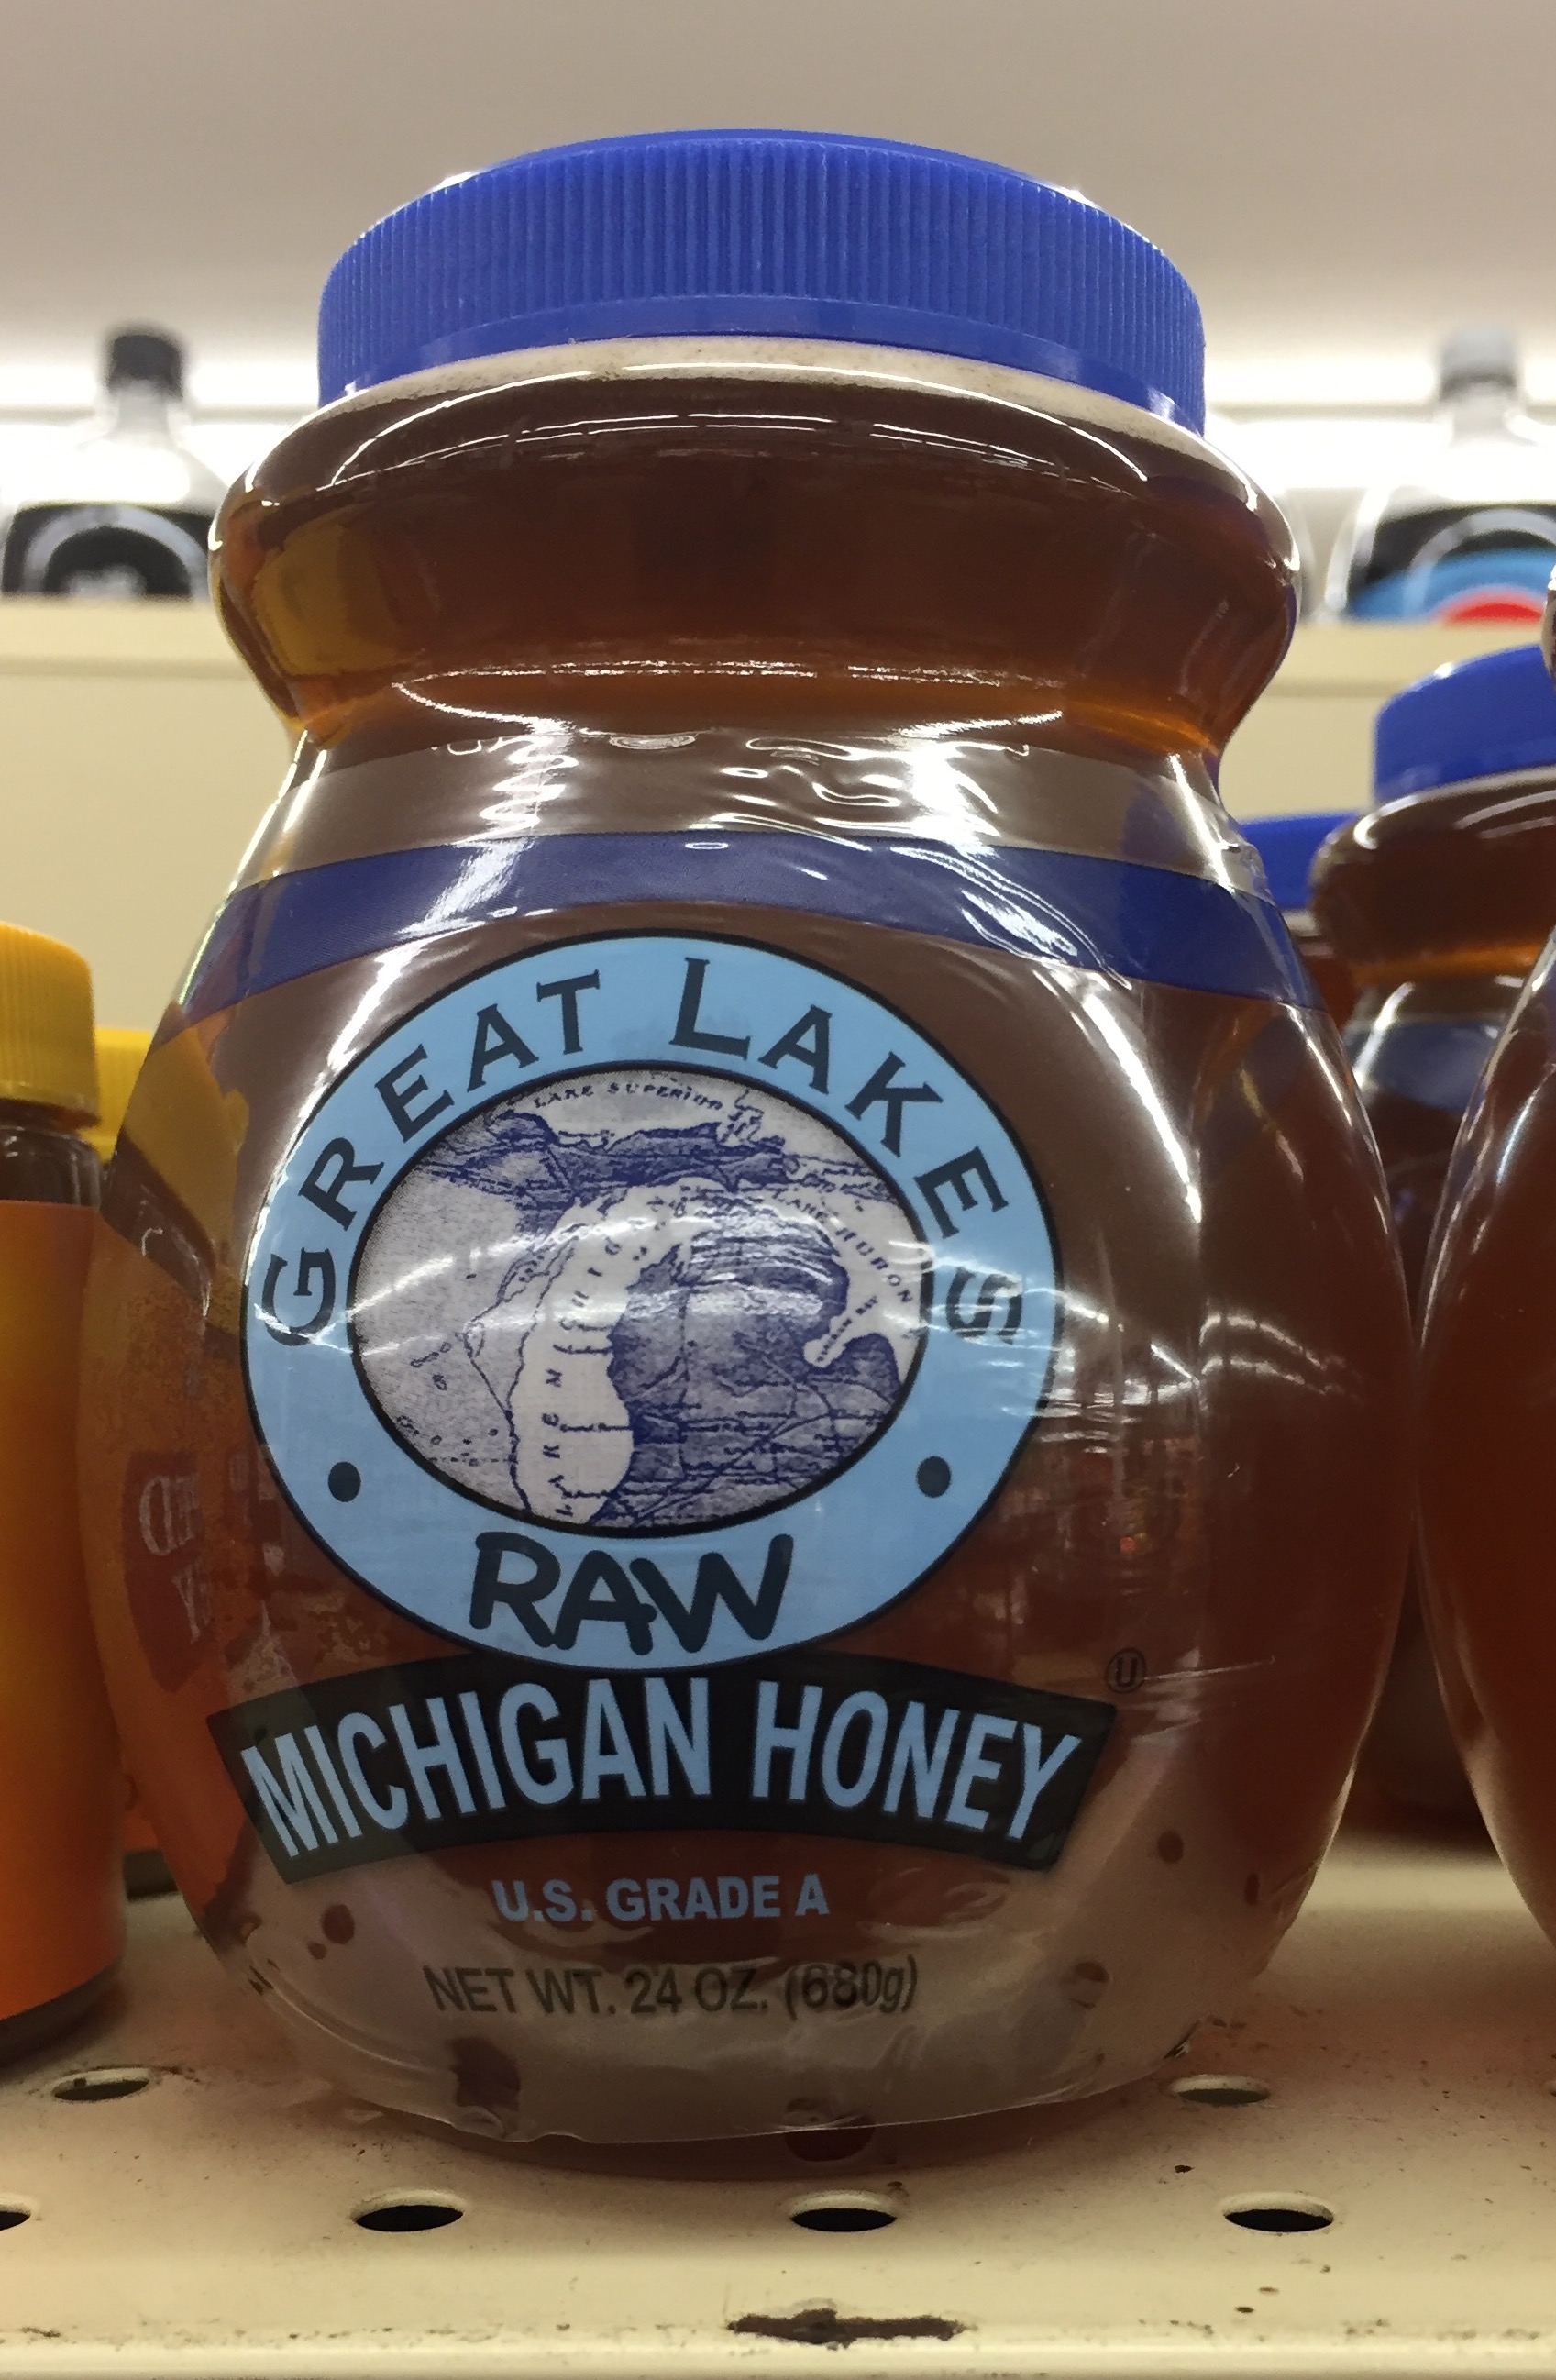 GREAT LAKES
LAKE SUPERIOR
LAKE HURON
LAKE MICHIGAN
RAW
Ⓤ
MICHIGAN HONEY
U.S. GRADE A
NET WT. 24 OZ. (680g)